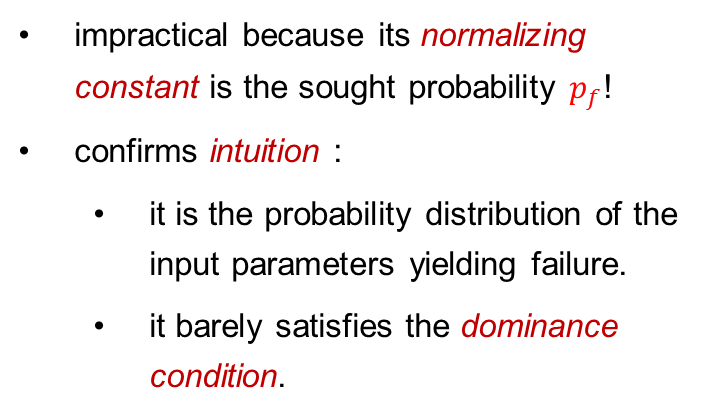 • impractical because its normalizing
constant is the sought probability p_f!
• confirms intuition :
• it is the probability distribution of the
input parameters yielding failure.
• it barely satisfies the dominance
condition.